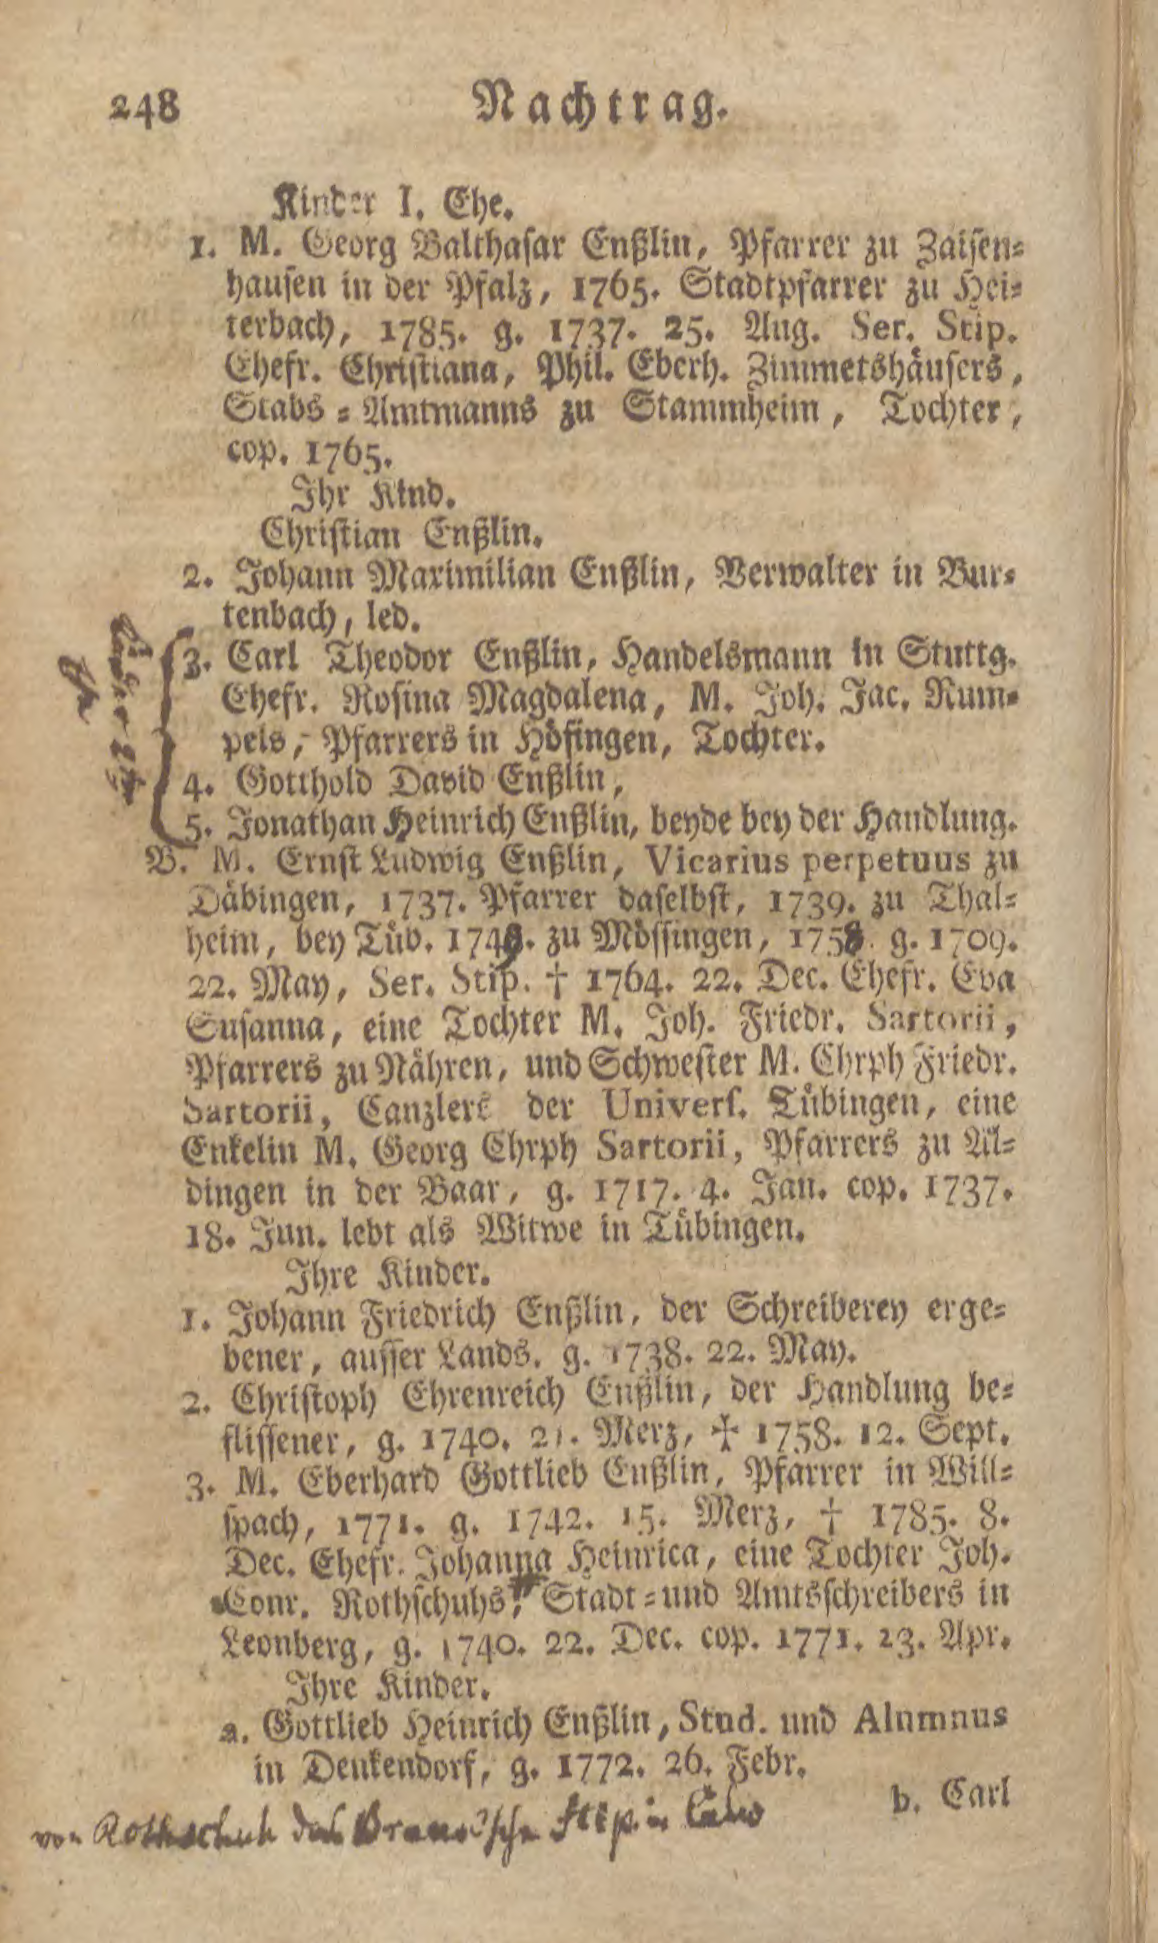 248 Nachtrag.
Kinder I. Ehe.
1. M. Georg Balthasar Enßlin, Pfarrer zu Zaisen=
hausen in der Pfalz, 1765. Stadtpfarrer zu Hei=
terbach, 1785. g. 1737. 25. Aug. Ser. Stip.
Ehefr. Christiana, Phil. Eberh. Zimmetshäusers,
Stabs = Amtmanns zu Stammheim, Tochter,
cop. 1765.
Ihr Kind.
Christian Enßlin.
2. Johann Maximilian Enßlin, Verwalter in Bur=
tenbach, led.
3. Carl Theodor Enßlin, Handelsmann in Stuttg.
Ehefr. Rosina Magdalena, M. Joh. Jac. Rum=
pels, Pfarrers in Höfingen, Tochter.
4. Gotthold David Enßlin,
5. Jonathan Heinrich Enßlin, beyde bey der Handlung.
B. M. Ernst Ludwig Enßlin, Vicarius perpetuus zu
Däbingen, 1737. Pfarrer daselbst, 1739. zu Thal=
heim, bey Tüb. zu Mössingen, g. 1709.
22. May, Ser. Stip. † 1764. 22. Dec. Ehefr. Eva
Susanna, eine Tochter M. Joh. Friedr. Sartorii,
Pfarrers zu Nähren, und Schwester M. Chrph Friedr.
Sartorii, Canzlers der Univers. Tübingen, eine
Enkelin M. Georg Chrph Sartorii, Pfarrers zu Al=
dingen in der Baar, g. 1717. 4. Jan. cop. 1737.
18. Jun. lebt als Witwe in Tübingen.
Ihre Kinder.
1. Johann Friedrich Enßlin, der Schreiberey erge=
bener, ausser Lands. g. 1738. 22. May.
2. Christoph Ehrenreich Enßlin, der Handlung be=
flissener, g. 1740. 21. Merz, † 1758. 12. Sept.
3. M. Eberhard Gottlieb Enßlin, Pfarrer in Will=
spach, 1771. g. 1742. 15. Merz, † 1785. 8.
Dec. Ehefr. Johanna Heinrica, eine Tochter Joh.
Conr. Rothschuhs, Stadt = und Amtsschreibers in
Leonberg, g. 1740. 22. Dec. cop. 1771. 23. Apr.
Ihre Kinder.
a. Gottlieb Heinrich Enßlin, Stud. und Alumnus
in Denkendorf, g. 1772. 26. Febr.
b. Carl
von Rothschuh das Stip. in